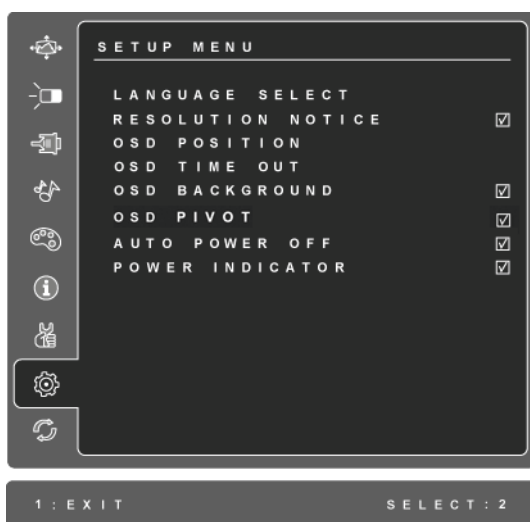 SETUP MENU
LANGUAGE SELECT
RESOLUTION NOTICE
OSD POSITION
OSD TIME OUT
OSD BACKGROUND
OSD PIVOT
AUTO POWER OFF
POWER INDICATOR
1:EXIT SELECT:2